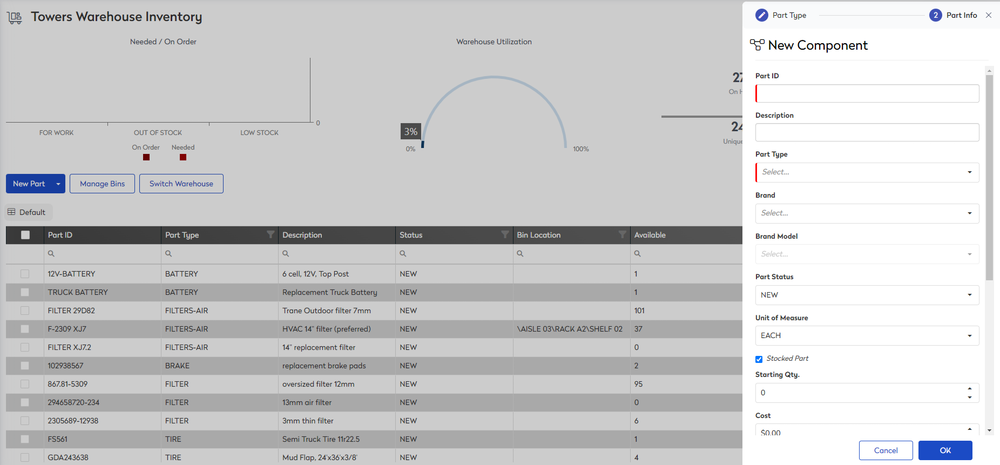 Towers Warehouse Inventory
Needed / On Order
0
FOR WORK OUT OF STOCK LOW STOCK
On Order Needed
Warehouse Utilization
3%
0% 100%
On H
24
Unique
New Part Manage Bins Switch Warehouse
Default
Part ID Part Type Description Status Bin Location Available
12V-BATTERY BATTERY 6 cell, 12V, Top Post NEW 1
TRUCK BATTERY BATTERY Replacement Truck Battery NEW 1
FILTER 29D82 FILTERS-AIR Trane Outdoor filter 7mm NEW 101
F-2309 XJ7 FILTERS-AIR HVAC 14" filter (preferred) NEW \AISLE 03\RACK A2\SHELF 02 37
FILTER XJ7.2 FILTERS-AIR 14" replacement filter NEW 0
102938567 BRAKE replacement brake pads NEW 2
867.81-5309 FILTER oversized filter 12mm NEW 95
294658720-234 FILTER 13mm air filter NEW 0
2305689-12938 FILTER 3mm thin filter NEW 6
FS561 TIRE Semi Truck Tire 11r22.5 NEW 1
GDA243638 TIRE Mud Flap, 24'x36'x3/8' NEW 4
Part Type 2 Part Info
New Component
Part ID
Description
Part Type
Select...
Brand
Select...
Brand Model
Select...
Part Status
NEW
Unit of Measure
EACH
Stocked Part
Starting Qty.
0
Cost
$0.00
Cancel OK